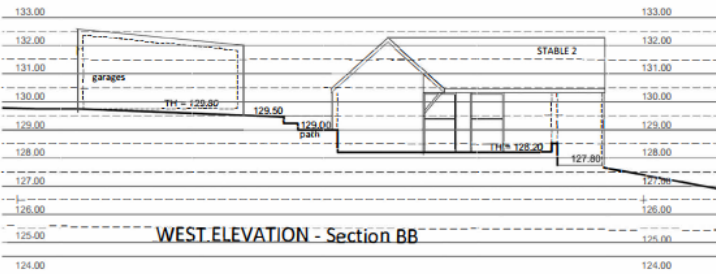 133.00 133.00
132.00 132.00
STABLE 2
131.00 131.00
garages
130.00 TH = 129.80 130.00
129.50
129.00 129.00 129.00
path
128.00 TH = 128.20 128.00
127.80
127.00 127.00
126.00 126.00
WEST ELEVATION - Section BB
125.00 125.00
124.00 124.00